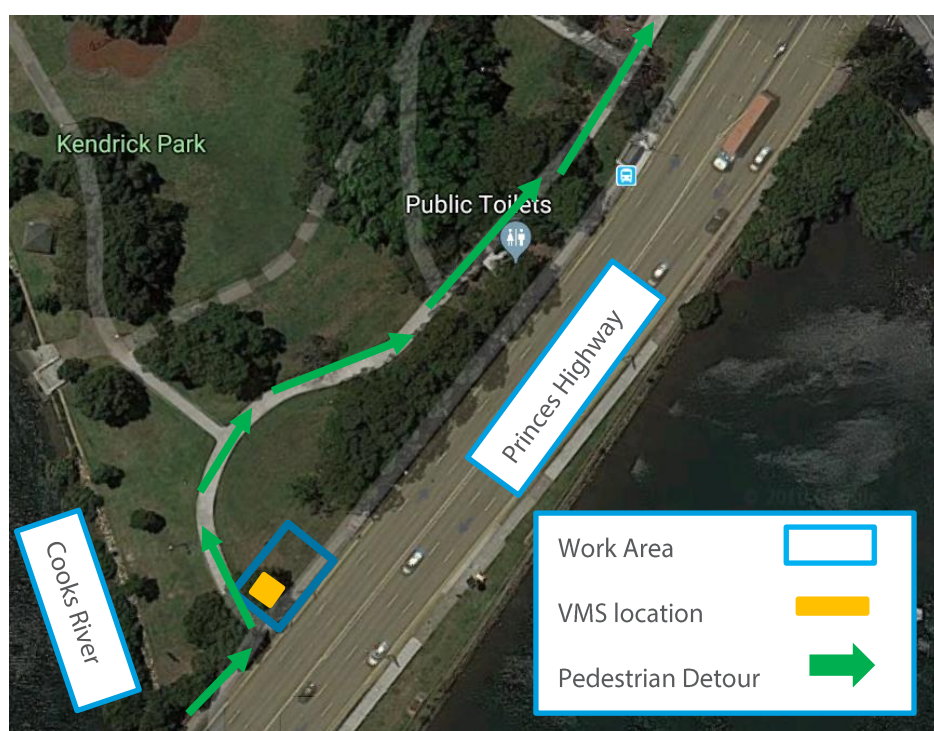 Kendrick Park
Public Toilets
Princes Highway
Cooks River
Work Area
VMS location
Pedestrian Detour